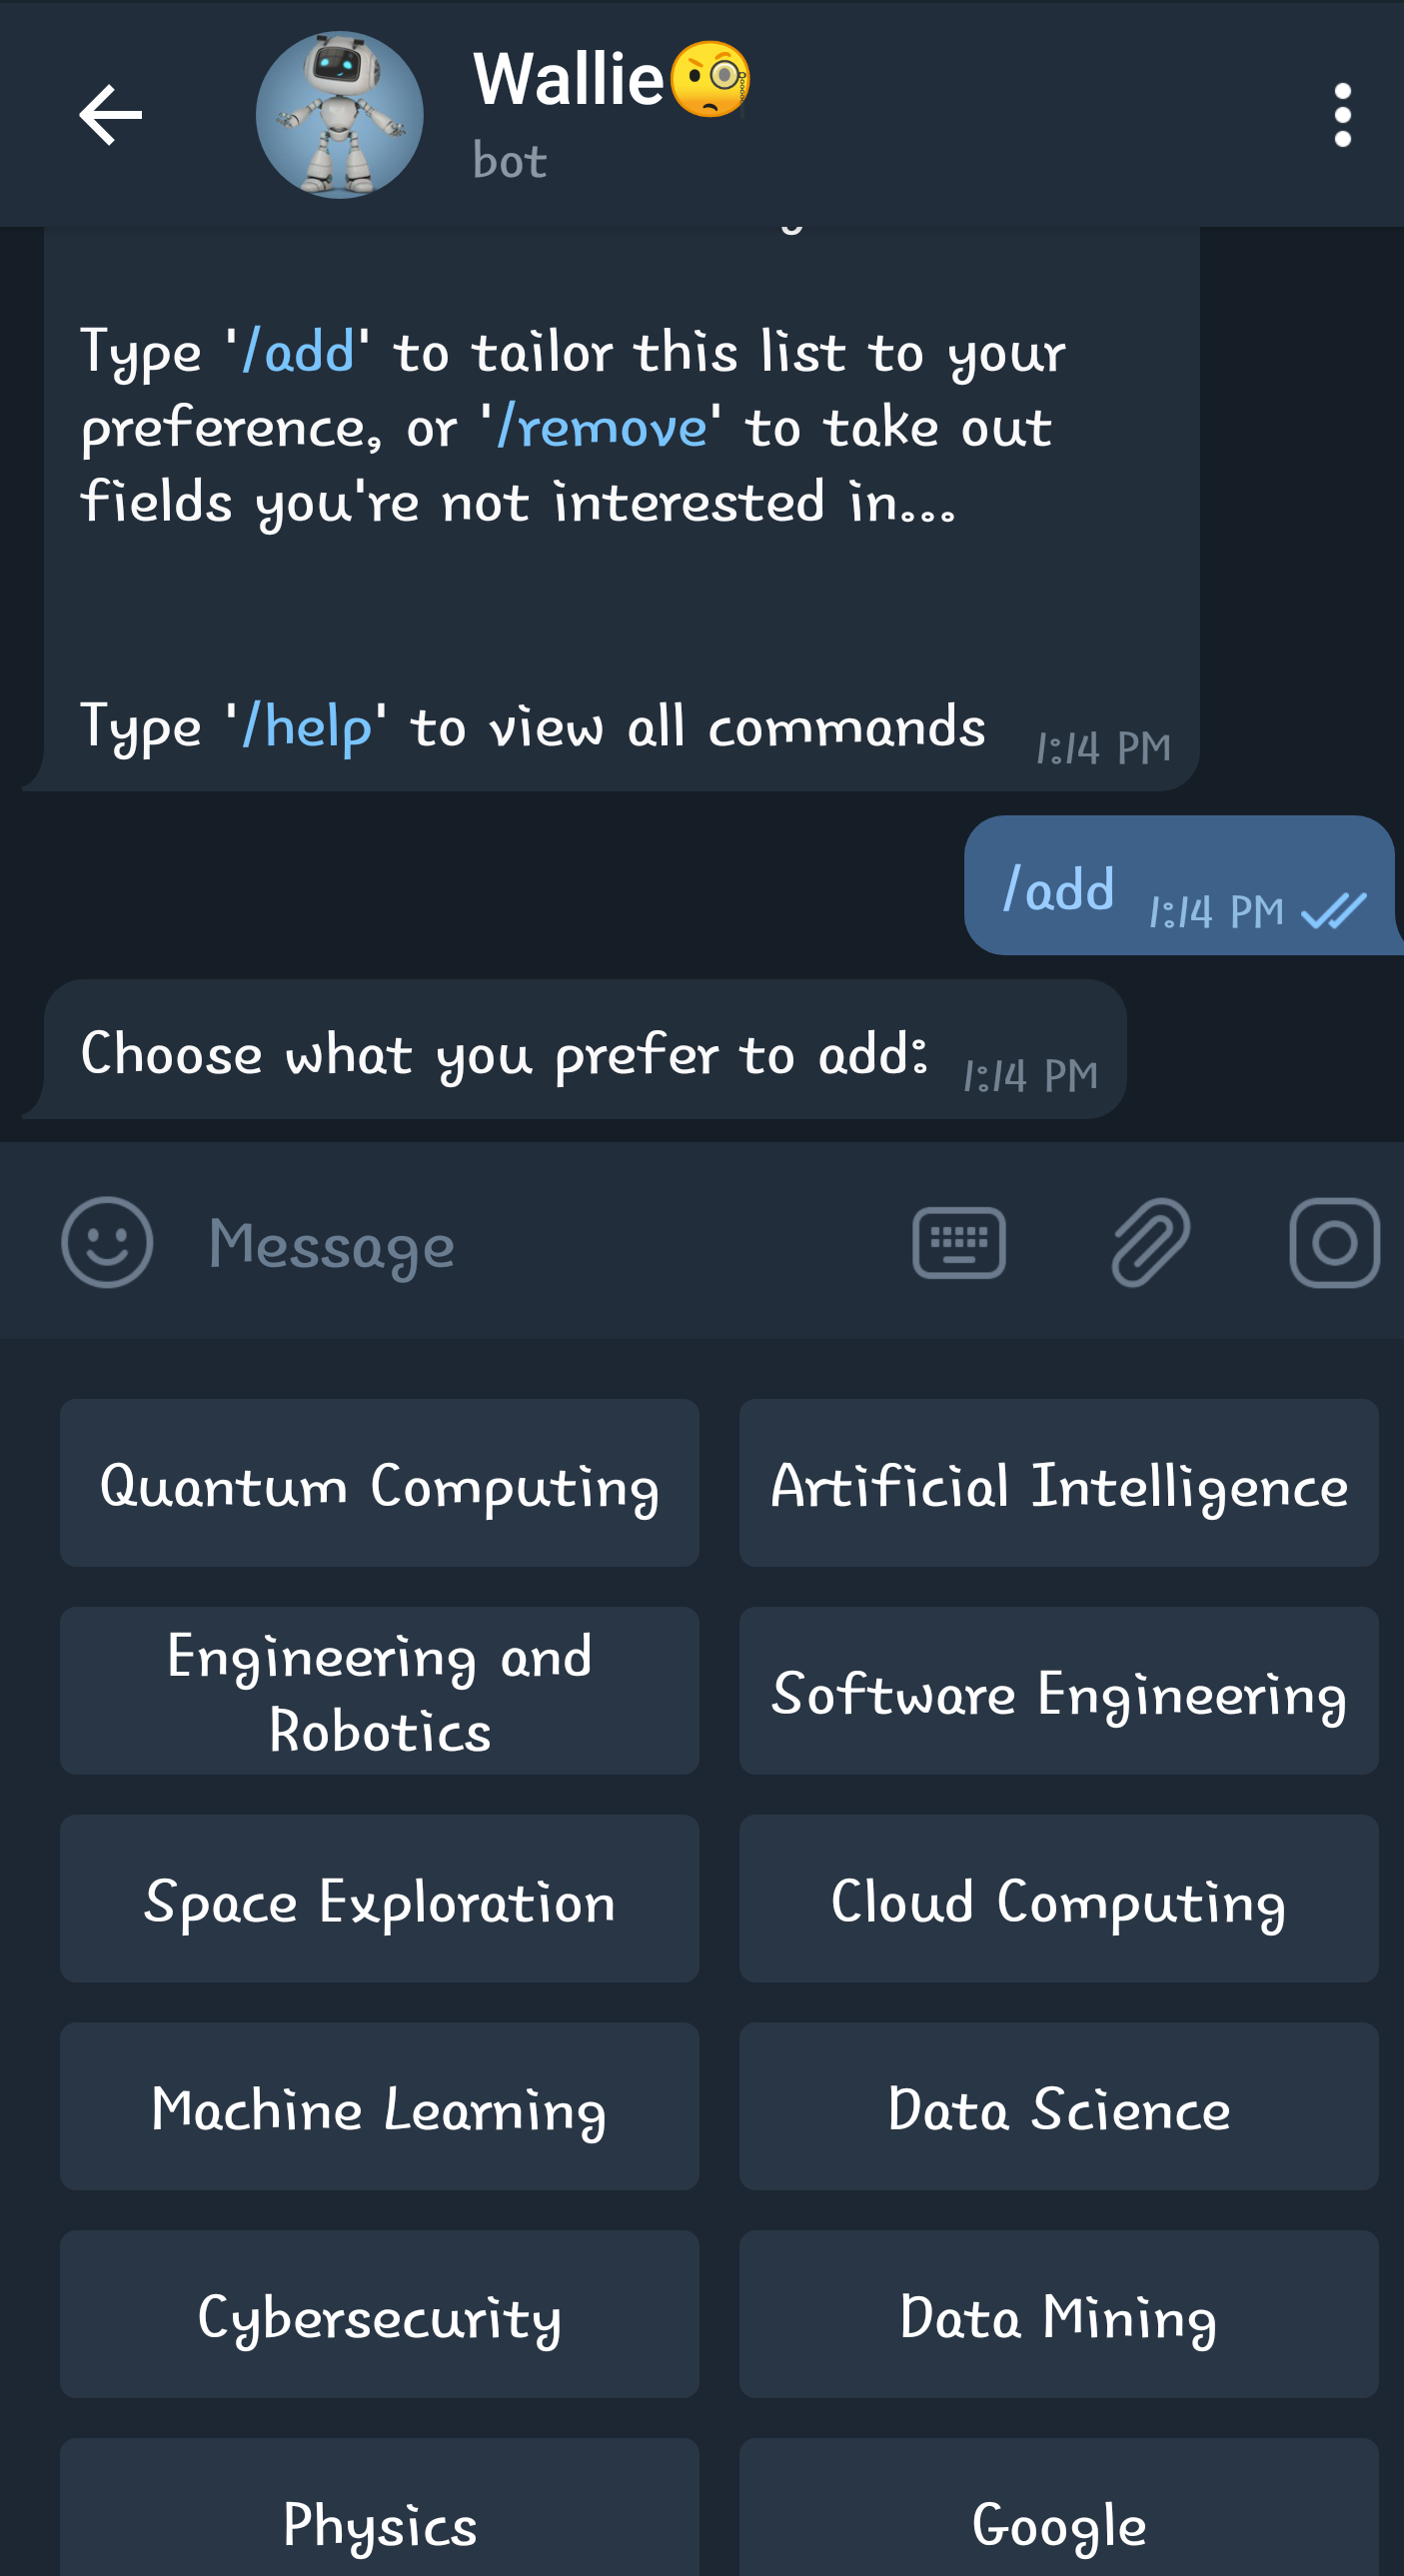 Wallie🧐
bot
Type '/add' to tailor this list to your
preference, or '/remove' to take out
fields you're not interested in...
Type '/help' to view all commands 1:14 PM
/add 1:14 PM
Choose what you prefer to add: 1:14 PM
Message
Quantum Computing
Artificial Intelligence
Engineering and
Robotics
Software Engineering
Space Exploration
Cloud Computing
Machine Learning
Data Science
Cybersecurity
Data Mining
Physics
Google